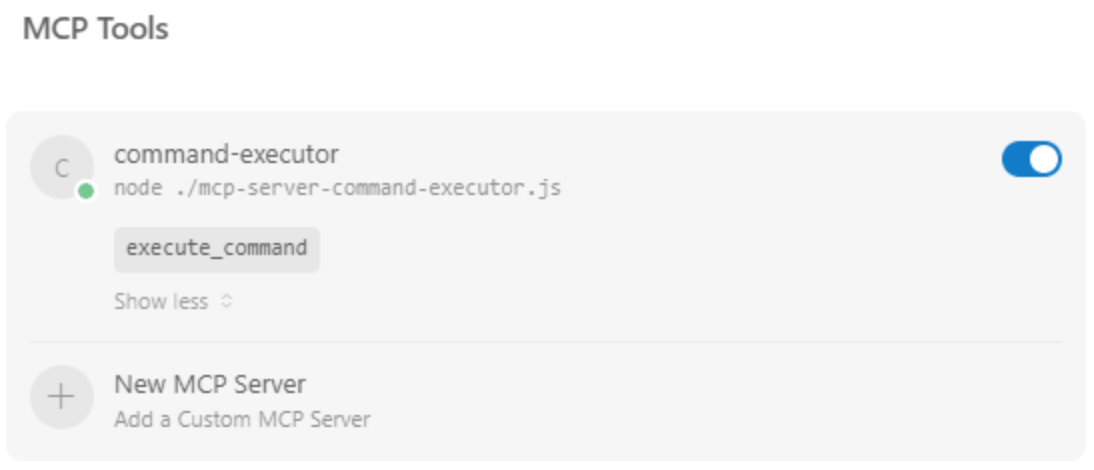 MCP Tools
C
command-executor
node ./mcp-server-command-executor.js
execute_command
Show less
New MCP Server
Add a Custom MCP Server